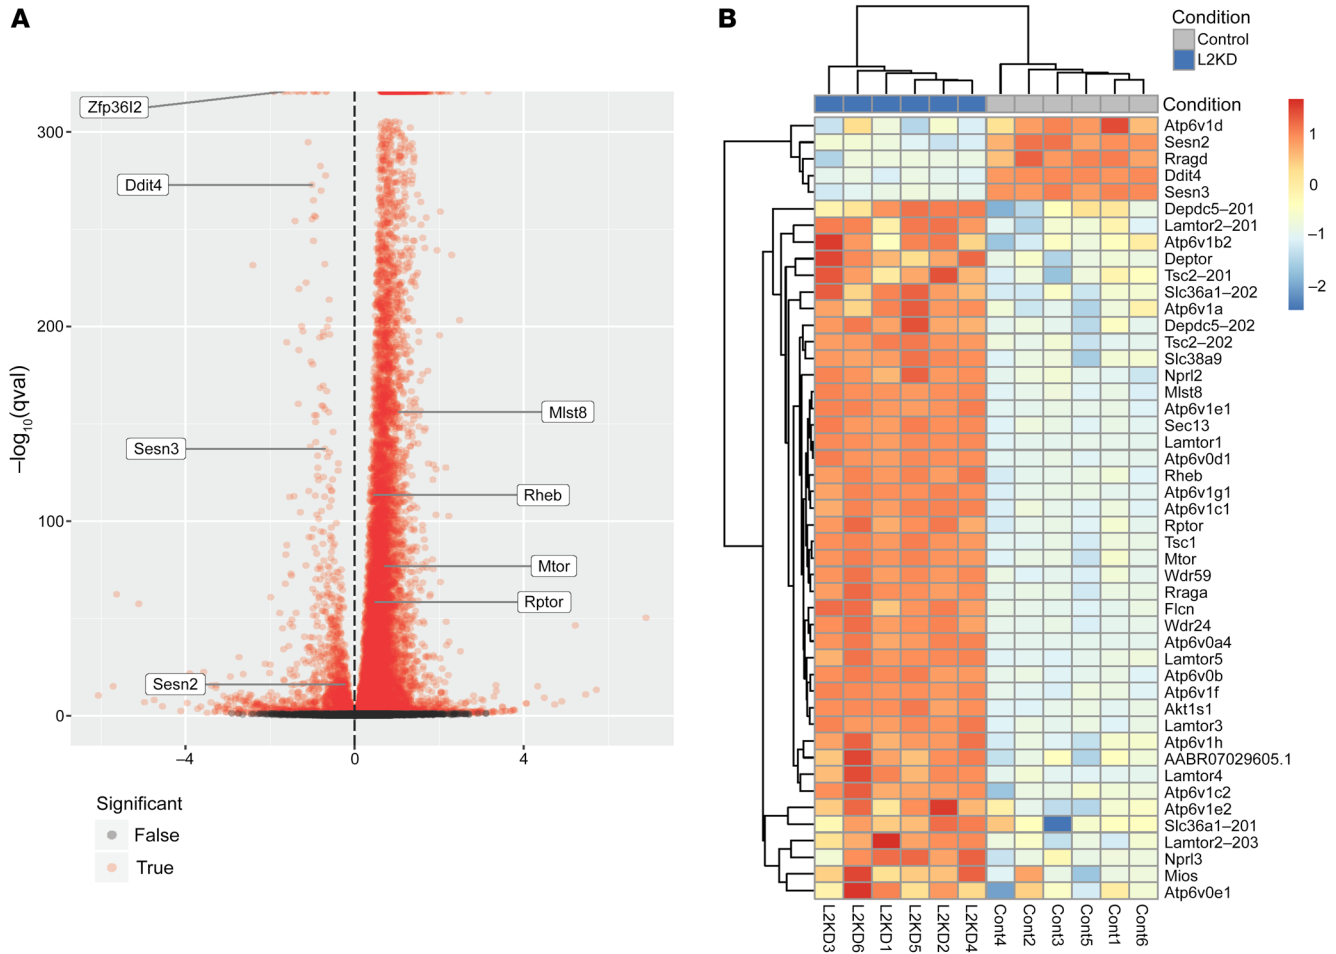 A
Zfp36l2
Ddit4
Sesn3
Sesn2
Mlst8
Rheb
Mtor
Rptor
300
200
100
0
−log10(qval)
−4
0
4
Significant
False
True
B
Condition
Control
L2KD
Condition
Atp6v1d
Sesn2
Rragd
Ddit4
Sesn3
Depdc5–201
Lamtor2–201
Atp6v1b2
Deptor
Tsc2–201
Slc36a1–202
Atp6v1a
Depdc5–202
Tsc2–202
Slc38a9
Nprl2
Mlst8
Atp6v1e1
Sec13
Lamtor1
Atp6v0d1
Rheb
Atp6v1g1
Atp6v1c1
Rptor
Tsc1
Mtor
Wdr59
Rraga
Flcn
Wdr24
Atp6v0a4
Lamtor5
Atp6v0b
Atp6v1f
Akt1s1
Lamtor3
Atp6v1h
AABR07029605.1
Lamtor4
Atp6v1c2
Atp6v1e2
Slc36a1–201
Lamtor2–203
Nprl3
Mios
Atp6v0e1
1
0
−1
−2
L2KD3
L2KD6
L2KD1
L2KD5
L2KD2
L2KD4
Cont4
Cont2
Cont3
Cont5
Cont1
Cont6